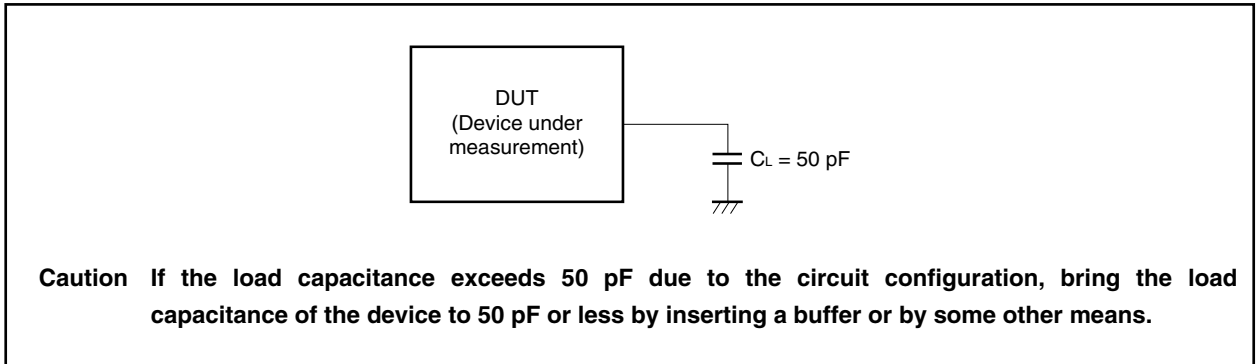 DUT
(Device under
measurement)
CL = 50 pF
Caution If the load capacitance exceeds 50 pF due to the circuit configuration, bring the load
capacitance of the device to 50 pF or less by inserting a buffer or by some other means.